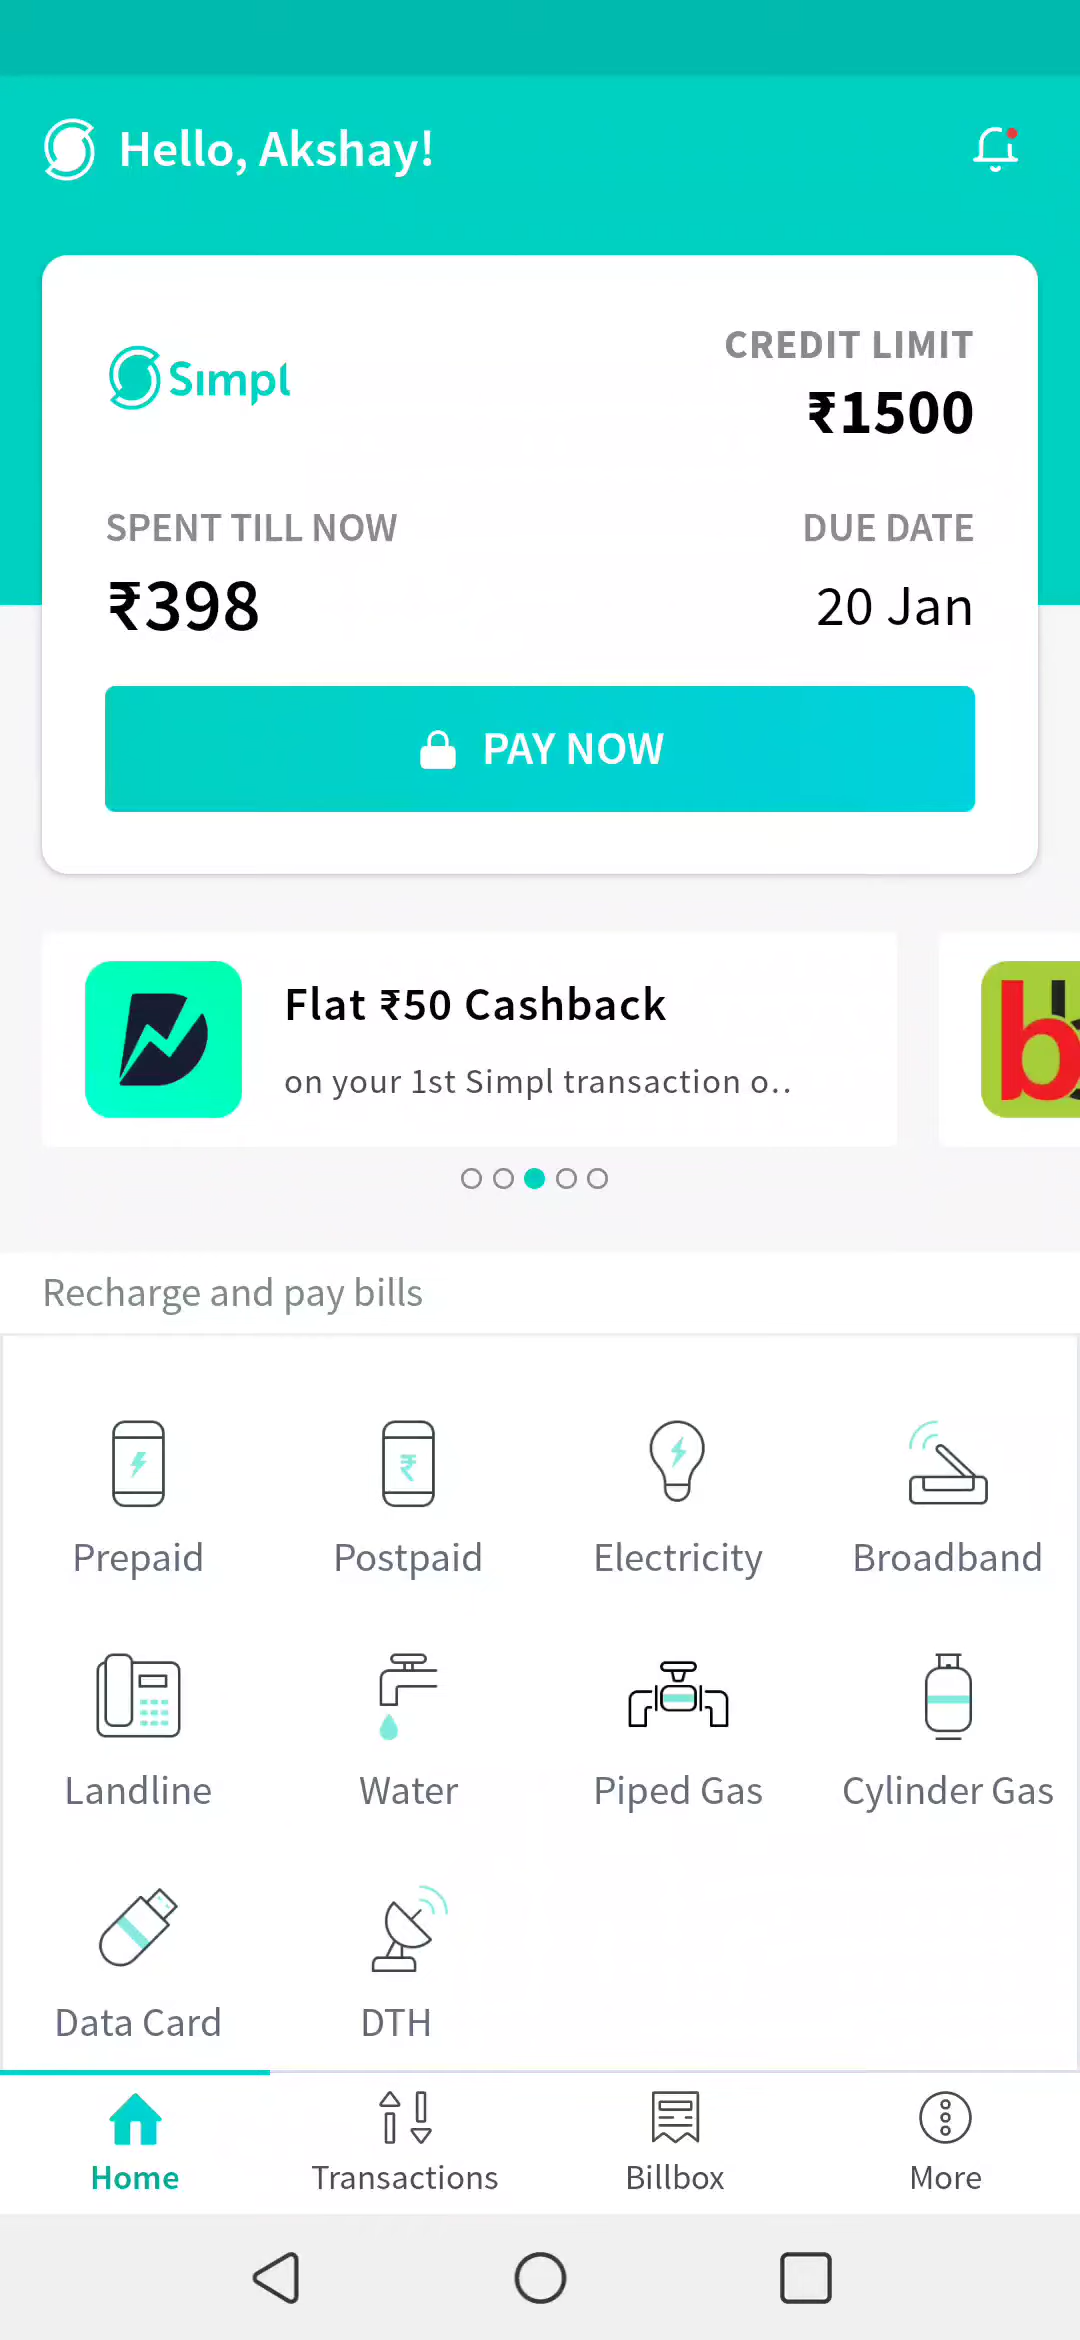 Hello, Akshay!
Simpl
CREDIT LIMIT
₹1500
SPENT TILL NOW
DUE DATE
₹398
20 Jan
PAY NOW
Flat ₹50 Cashback
on your 1st Simpl transaction o..
b
Recharge and pay bills
Prepaid
Postpaid
Electricity
Broadband
Landline
Water
Piped Gas
Cylinder Gas
Data Card
DTH
Home
Transactions
Billbox
More